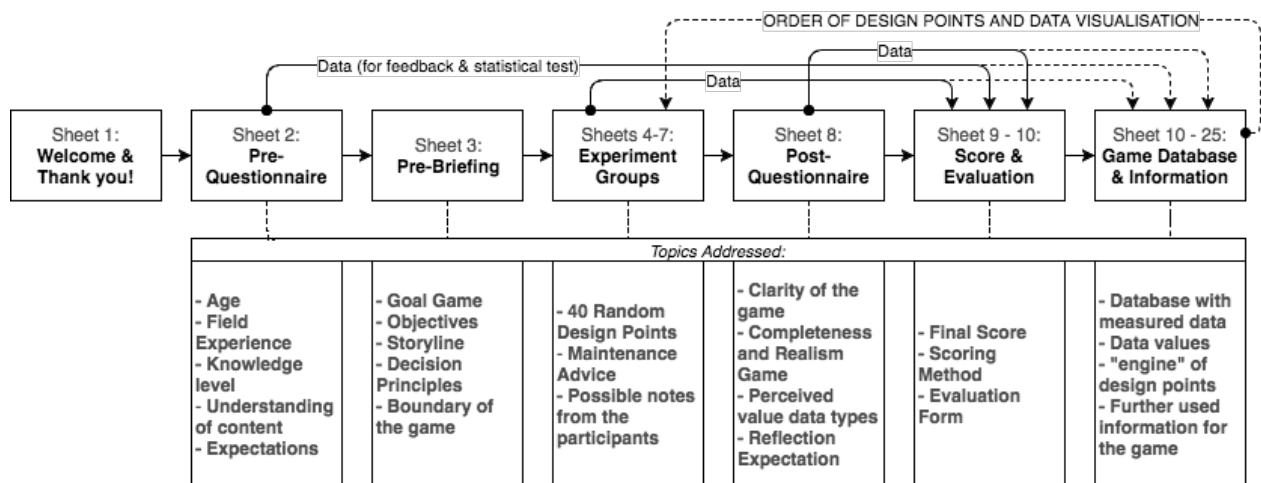 ORDER OF DESIGN POINTS AND DATA VISUALISATION
Data
Data (for feedback & statistical test)
Data
Sheet 1:
Welcome &
Thank you!
Sheet 2:
Pre-
Questionnaire
Sheet 3:
Pre-Briefing
Sheets 4-7:
Experiment
Groups
Sheet 8:
Post-
Questionnaire
Sheet 9 - 10:
Score &
Evaluation
Sheet 10 - 25:
Game Database
& Information
Topics Addressed:
- Age
- Field
Experience
- Knowledge
level
- Understanding
of content
- Expectations
- Goal Game
- Objectives
- Storyline
- Decision
Principles
- Boundary of
the game
- 40 Random
Design Points
- Maintenance
Advice
- Possible notes
from the
participants
- Clarity of the
game
- Completeness
and Realism
Game
- Perceived
value data types
- Reflection
Expectation
- Final Score
- Scoring
Method
- Evaluation
Form
- Database with
measured data
- Data values
- "engine" of
design points
- Further used
information for
the game